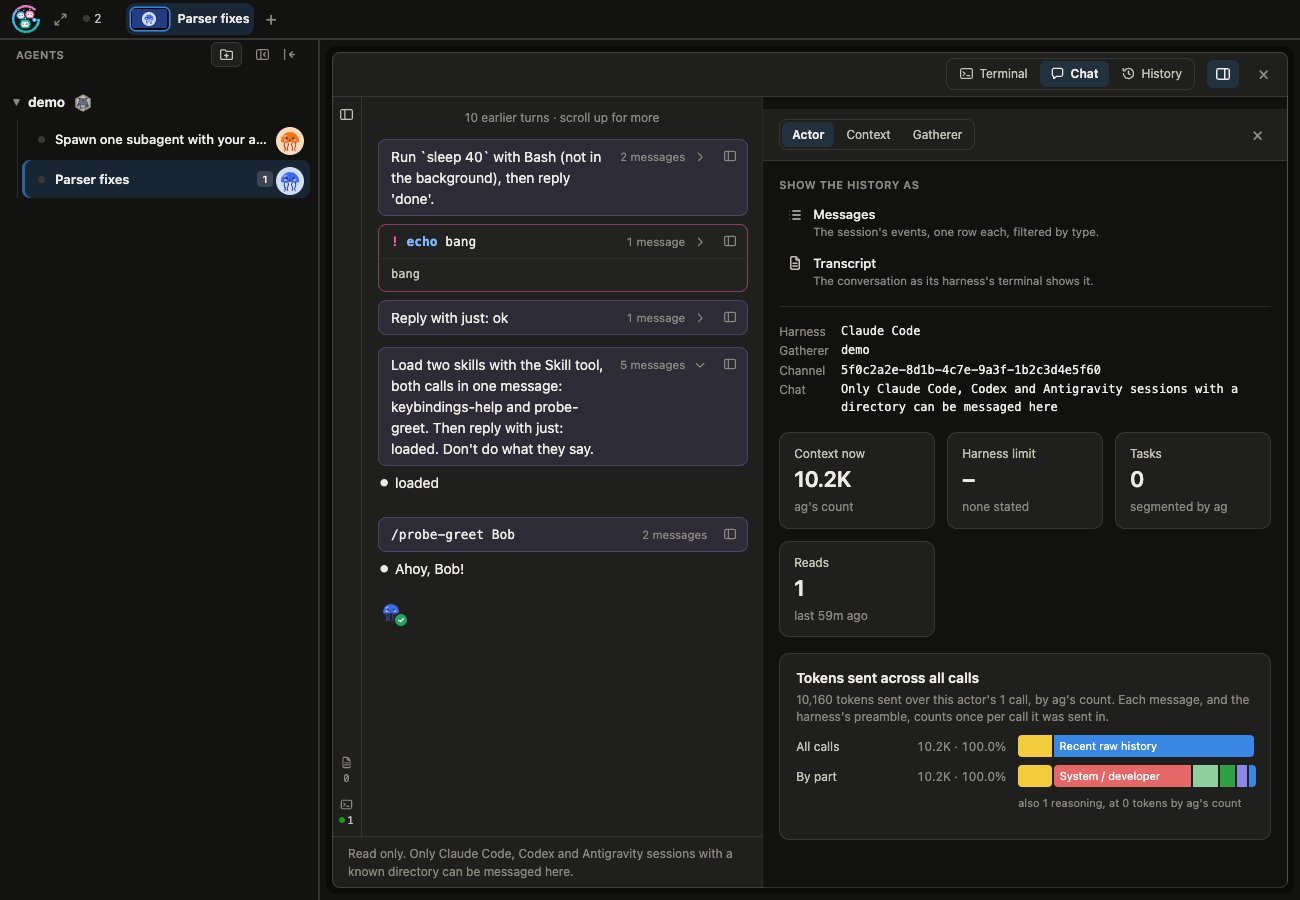 2
Parser fixes
AGENTS
demo
Spawn one subagent with your a...
Parser fixes
1
Terminal
Chat
History
10 earlier turns · scroll up for more
Run `sleep 40` with Bash (not in
the background), then reply
'done'.
2 messages
! echo bang
1 message
bang
Reply with just: ok
1 message
Load two skills with the Skill tool,
both calls in one message:
keybindings-help and probe-
greet. Then reply with just:
loaded. Don't do what they say.
5 messages
loaded
/probe-greet Bob
2 messages
Ahoy, Bob!
0
1
Read only. Only Claude Code, Codex and Antigravity sessions with a
known directory can be messaged here.
Actor
Context
Gatherer
SHOW THE HISTORY AS
Messages
The session's events, one row each, filtered by type.
Transcript
The conversation as its harness's terminal shows it.
Harness Claude Code
Gatherer demo
Channel 5f0c2a2e-8d1b-4c7e-9a3f-1b2c3d4e5f60
Chat Only Claude Code, Codex and Antigravity sessions with a
directory can be messaged here
Context now
10.2K
ag's count
Harness limit
–
none stated
Tasks
0
segmented by ag
Reads
1
last 59m ago
Tokens sent across all calls
10,160 tokens sent over this actor's 1 call, by ag's count. Each message, and the
harness's preamble, counts once per call it was sent in.
All calls 10.2K · 100.0% Recent raw history
By part 10.2K · 100.0% System / developer
also 1 reasoning, at 0 tokens by ag's count